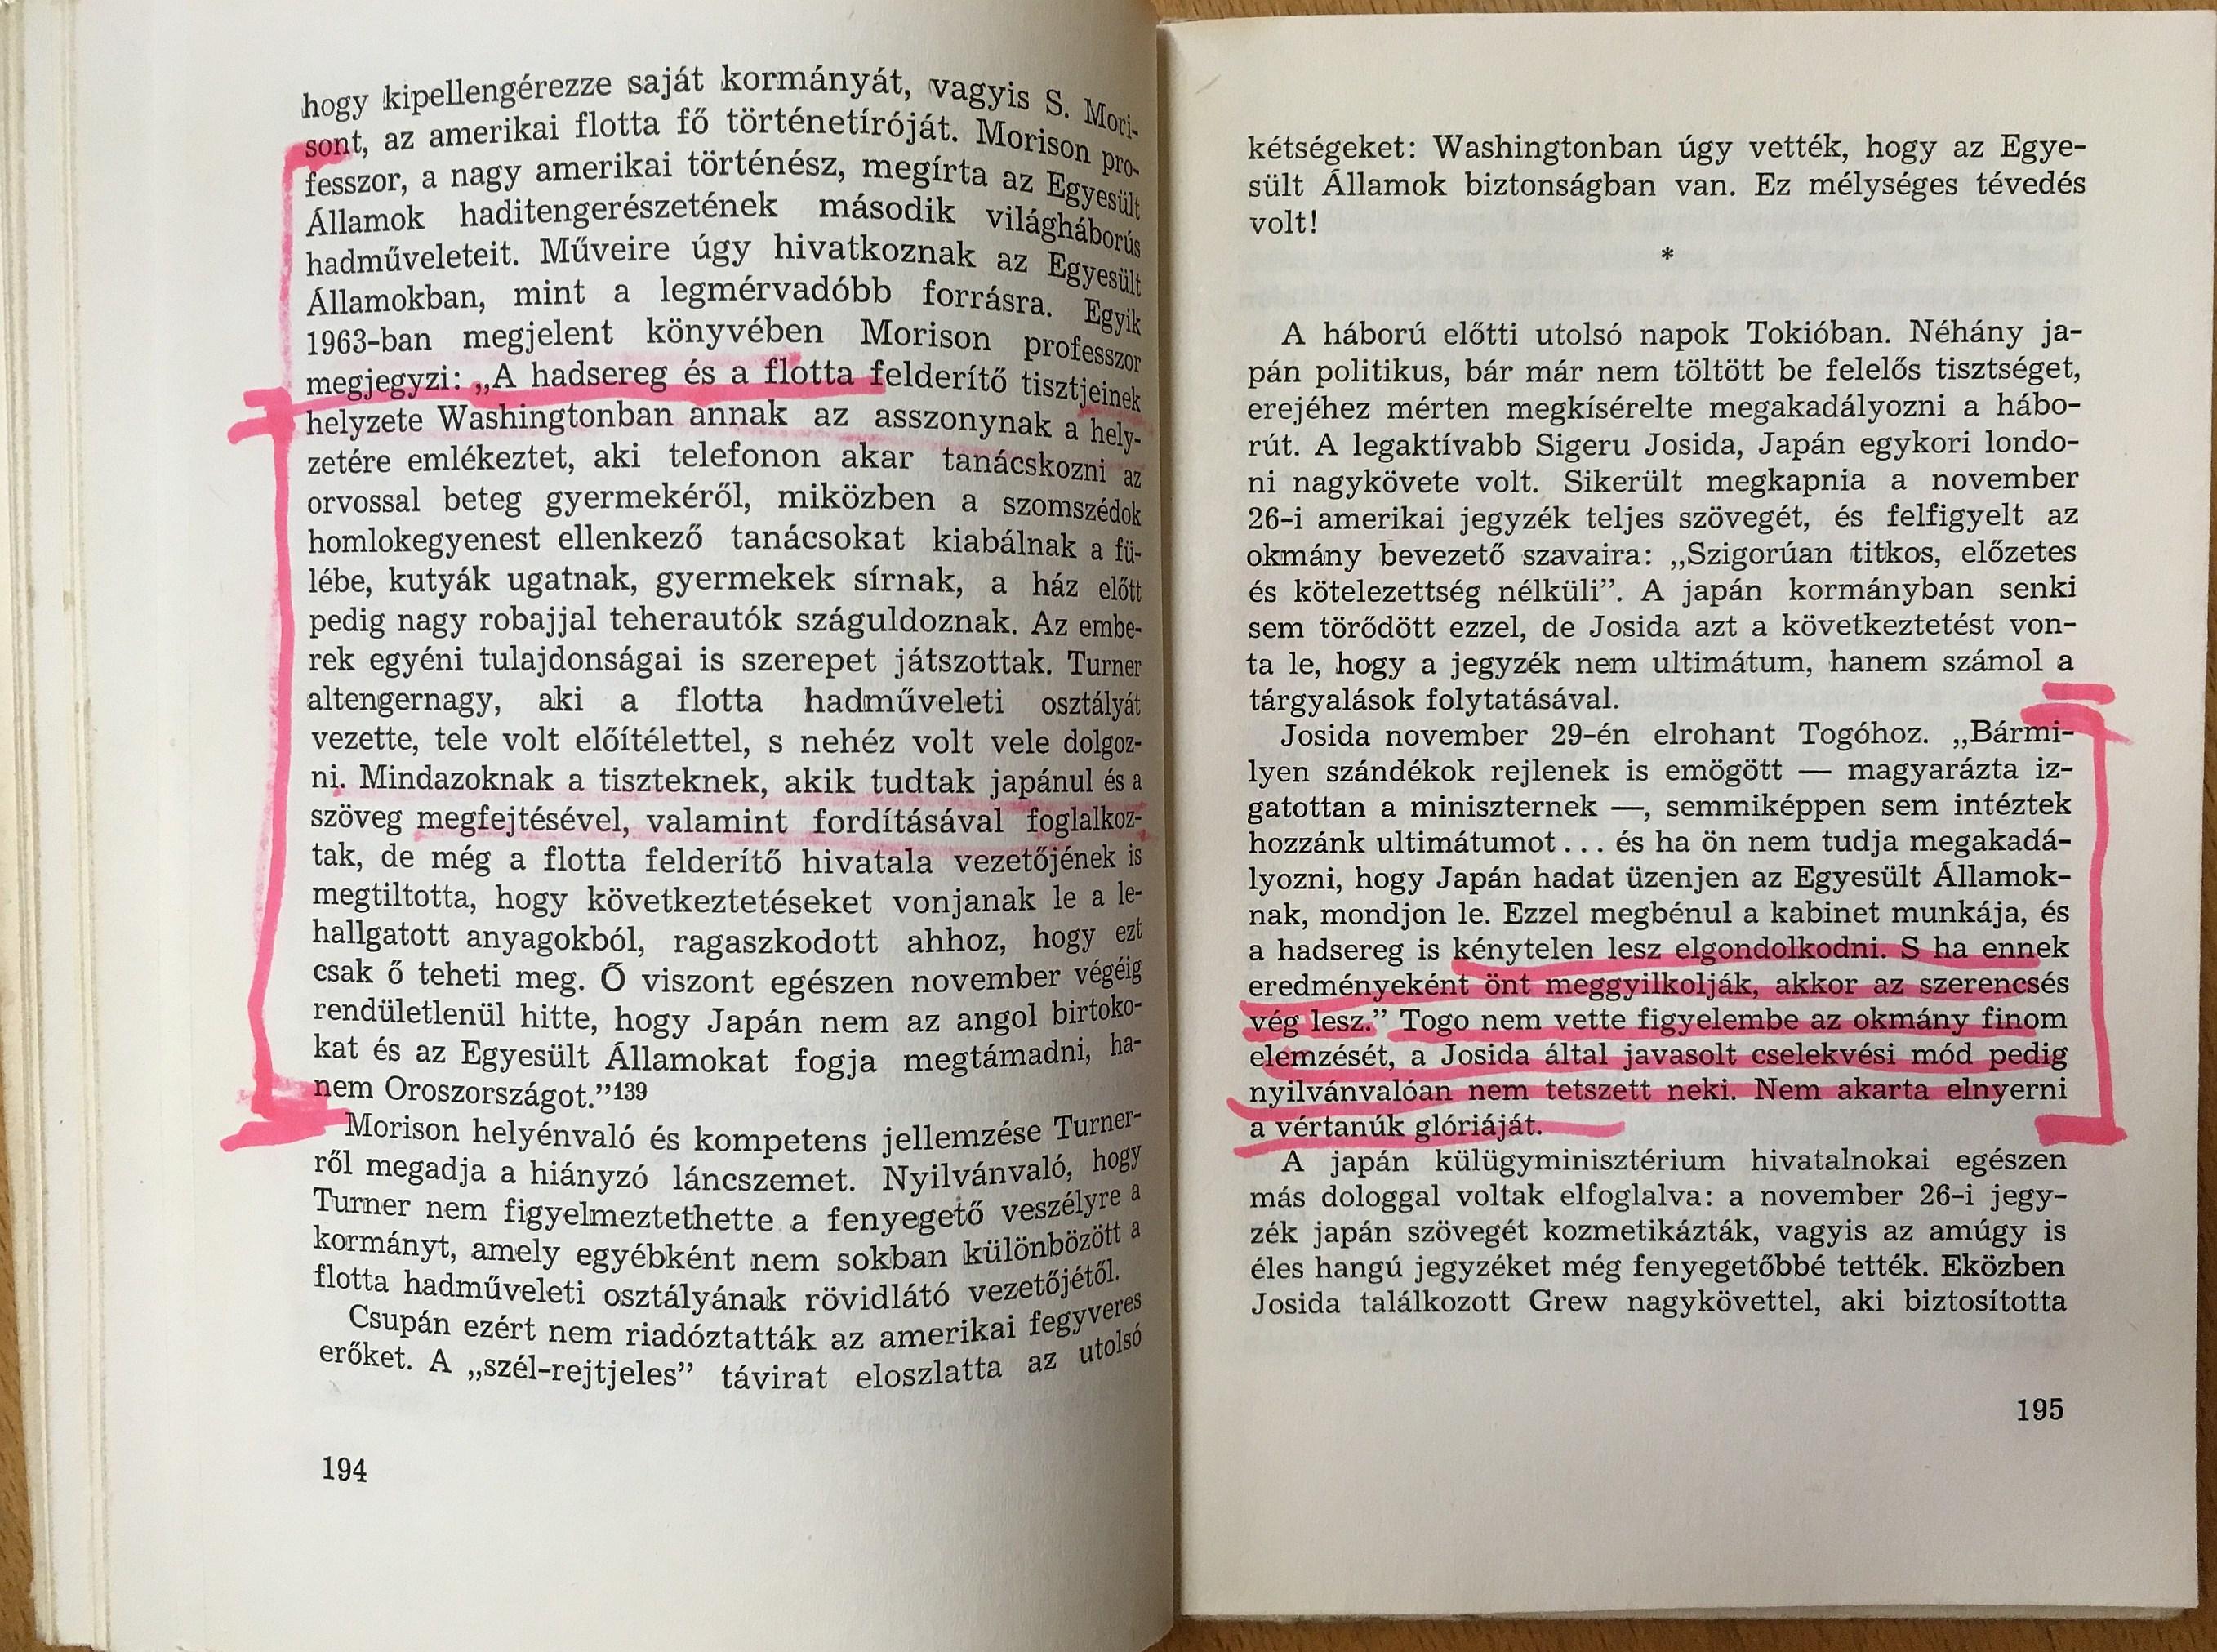 hogy kipellengérezze saját kormányát, vagyis S. Mori-
sont, az amerikai flotta fő történetíróját. Morison pro-
fesszor, a nagy amerikai történész, megírta az Egyesült
Államok haditengerészetének második világháborús
hadműveleteit. Műveire úgy hivatkoznak az Egyesült
Államokban, mint a legmérvadóbb forrásra. Egyik
1963-ban megjelent könyvében Morison professzor
megjegyzi: „A hadsereg és a flotta felderítő tisztjeinek
helyzete Washingtonban annak az asszonynak a hely-
zetére emlékeztet, aki telefonon akar tanácskozni az
orvossal beteg gyermekéről, miközben a szomszédok
homlokegyenest ellenkező tanácsokat kiabálnak a fü-
lébe, kutyák ugatnak, gyermekek sírnak, a ház előtt
pedig nagy robajjal teherautók száguldoznak. Az embe-
rek egyéni tulajdonságai is szerepet játszottak. Turner
altengernagy, aki a flotta hadműveleti osztályát
vezette, tele volt előítélettel, s nehéz volt vele dolgoz-
ni. Mindazoknak a tiszteknek, akik tudtak japánul és a
szöveg megfejtésével, valamint fordításával foglalkoz-
tak, de még a flotta felderítő hivatala vezetőjének is
megtiltotta, hogy következtetéseket vonjanak le a le-
hallgatott anyagokból, ragaszkodott ahhoz, hogy ezt
csak ő teheti meg. Ő viszont egészen november végéig
rendületlenül hitte, hogy Japán nem az angol birtoko-
kat és az Egyesült Államokat fogja megtámadni, ha-
nem Oroszországot.”139
Morison helyénvaló és kompetens jellemzése Turner-
ről megadja a hiányzó láncszemet. Nyilvánvaló, hogy
Turner nem figyelmeztethette a fenyegető veszélyre a
kormányt, amely egyébként nem sokban különbözött a
flotta hadműveleti osztályának rövidlátó vezetőjétől.
Csupán ezért nem riadóztatták az amerikai fegyveres
erőket. A „szél-rejtjeles” távirat eloszlatta az utolsó
194
kétségeket: Washingtonban úgy vették, hogy az Egye-
sült Államok biztonságban van. Ez mélységes tévedés
volt!
*
A háború előtti utolsó napok Tokióban. Néhány ja-
pán politikus, bár már nem töltött be felelős tisztséget,
erejéhez mérten megkísérelte megakadályozni a hábo-
rút. A legaktívabb Sigeru Josida, Japán egykori londo-
ni nagykövete volt. Sikerült megkapnia a november
26-i amerikai jegyzék teljes szövegét, és felfigyelt az
okmány bevezető szavaira: „Szigorúan titkos, előzetes
és kötelezettség nélküli”. A japán kormányban senki
sem törődött ezzel, de Josida azt a következtetést von-
ta le, hogy a jegyzék nem ultimátum, hanem számol a
tárgyalások folytatásával.
Josida november 29-én elrohant Togóhoz. „Bármi-
lyen szándékok rejlenek is emögött — magyarázta iz-
gatottan a miniszternek —, semmiképpen sem intéztek
hozzánk ultimátumot... és ha ön nem tudja megakadá-
lyozni, hogy Japán hadat üzenjen az Egyesült Államok-
nak, mondjon le. Ezzel megbénul a kabinet munkája, és
a hadsereg is kénytelen lesz elgondolkodni. S ha ennek
eredményeként önt meggyilkolják, akkor az szerencsés
vég lesz.” Togo nem vette figyelembe az okmány finom
elemzését, a Josida által javasolt cselekvési mód pedig
nyilvánvalóan nem tetszett neki. Nem akarta elnyerni
a vértanúk glóriáját.
A japán külügyminisztérium hivatalnokai egészen
más dologgal voltak elfoglalva: a november 26-i jegy-
zék japán szövegét kozmetikázták, vagyis az amúgy is
éles hangú jegyzéket még fenyegetőbbé tették. Eközben
Josida találkozott Grew nagykövettel, aki biztosította
195